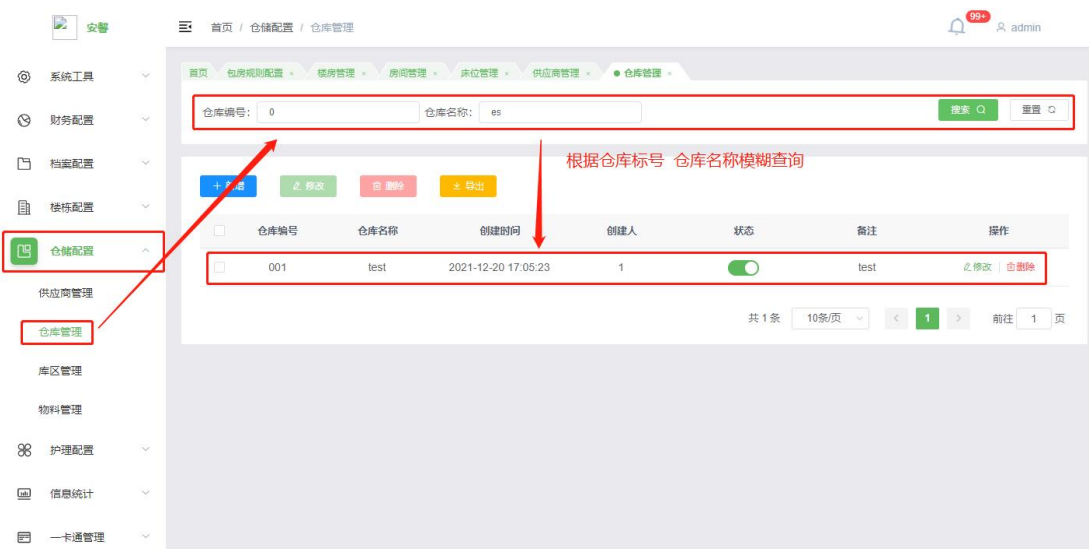 安馨
首页 / 仓储配置 / 仓库管理
99+
admin
系统工具
财务配置
档案配置
楼栋配置
仓储配置
供应商管理
仓库管理
库区管理
物料管理
护理配置
信息统计
一卡通管理
首页 包房规则配置 × 楼房管理 × 房间管理 × 床位管理 × 供应商管理 × 仓库管理 ×
仓库编号: 0 仓库名称: es 搜索 重置
根据仓库标号 仓库名称模糊查询
+ 新增 修改 删除 导出
仓库编号 仓库名称 创建时间 创建人 状态 备注 操作
001 test 2021-12-20 17:05:23 1 test 修改 删除
共 1 条 10条/页 < 1 > 前往 1 页